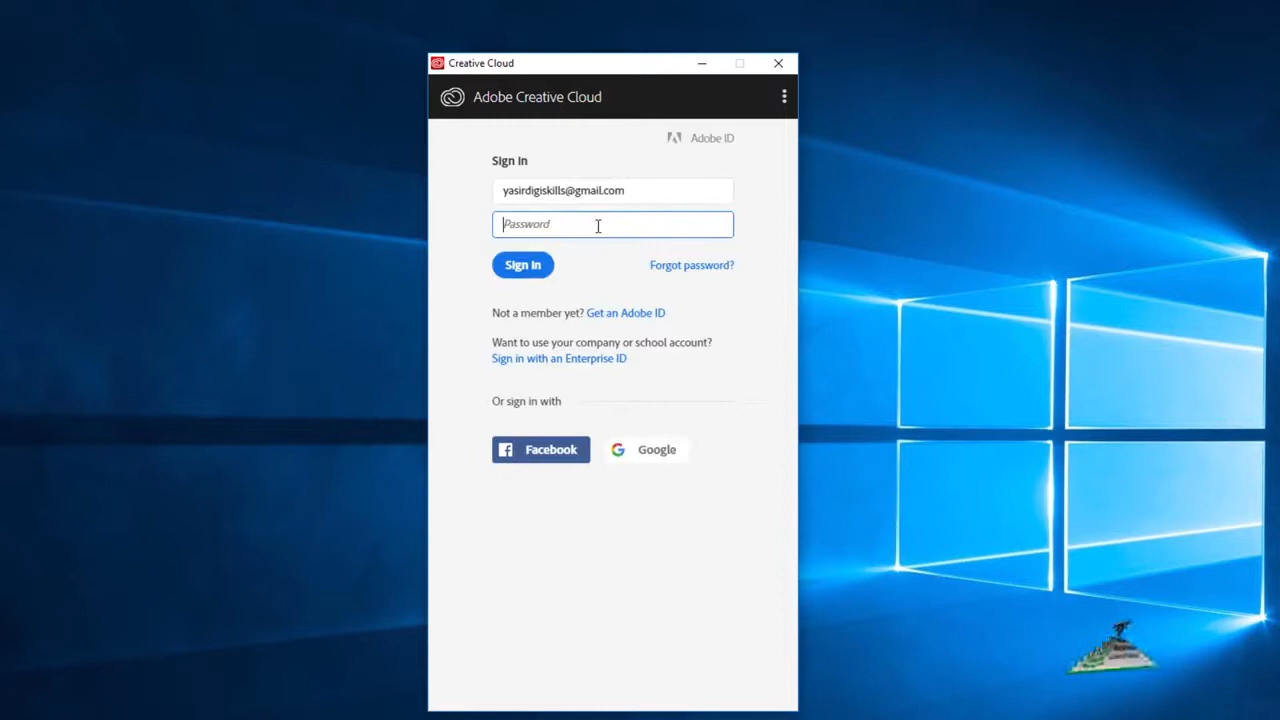 Creative Cloud
Adobe Creative Cloud
Adobe ID
Sign in
yasirdigiskills@gmail.com
Password
Sign in Forgot password?
Not a member yet? Get an Adobe ID
Want to use your company or school account?
Sign in with an Enterprise ID
Or sign in with
Facebook Google